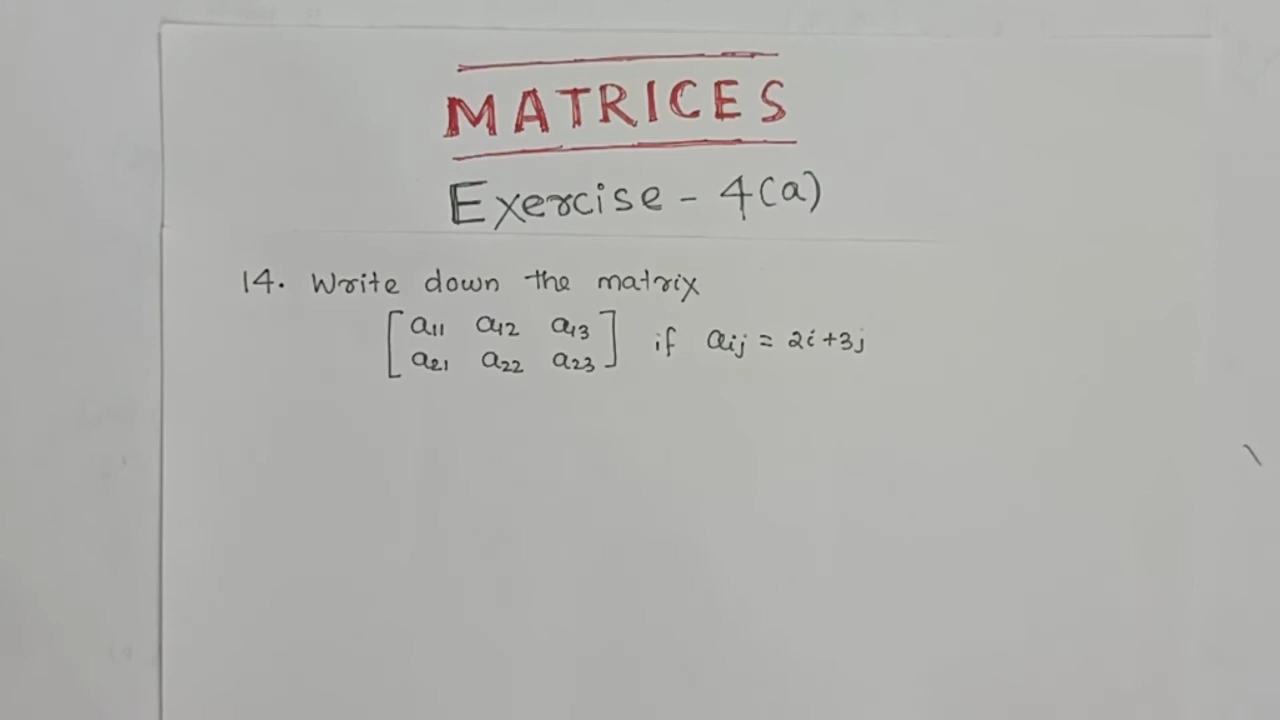 MATRICES
Exercise - 4(a)
14. Write down the matrix
[a11 a12 a13
a21 a22 a23] if aij = 2i+3j